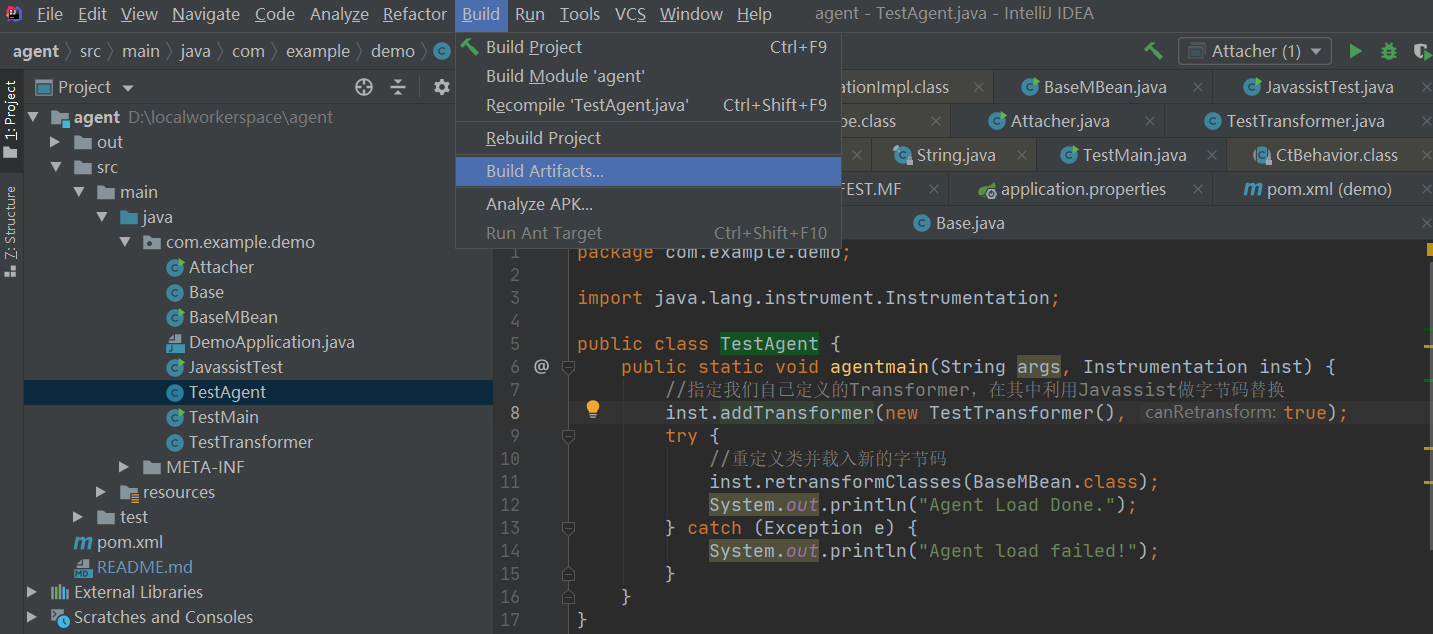 File Edit View Navigate Code Analyze Refactor Build Run Tools VCS Window Help agent - TestAgent.java - IntelliJ IDEA
agent src main java com example demo
Attacher (1)
Build Project Ctrl+F9
Build Module 'agent'
Recompile 'TestAgent.java' Ctrl+Shift+F9
Rebuild Project
Build Artifacts...
Analyze APK...
Run Ant Target Ctrl+Shift+F10
1: Project
Z: Structure
Project
agent D:\localworkerspace\agent
out
src
main
java
com.example.demo
Attacher
Base
BaseMBean
DemoApplication.java
JavassistTest
TestAgent
TestMain
TestTransformer
META-INF
resources
test
pom.xml
README.md
External Libraries
Scratches and Consoles
ationImpl.class BaseMBean.java JavassistTest.java
pe.class Attacher.java TestTransformer.java
String.java TestMain.java CtBehavior.class
FEST.MF application.properties pom.xml (demo)
Base.java
1 package com.example.demo;
2
3 import java.lang.instrument.Instrumentation;
4
5 public class TestAgent {
6 @ public static void agentmain(String args, Instrumentation inst) {
7 //指定我们自己定义的Transformer，在其中利用Javassist做字节码替换
8 inst.addTransformer(new TestTransformer(), canRetransform: true);
9 try {
10 //重定义类并载入新的字节码
11 inst.retransformClasses(BaseMBean.class);
12 System.out.println("Agent Load Done.");
13 } catch (Exception e) {
14 System.out.println("Agent load failed!");
15 }
16 }
17 }